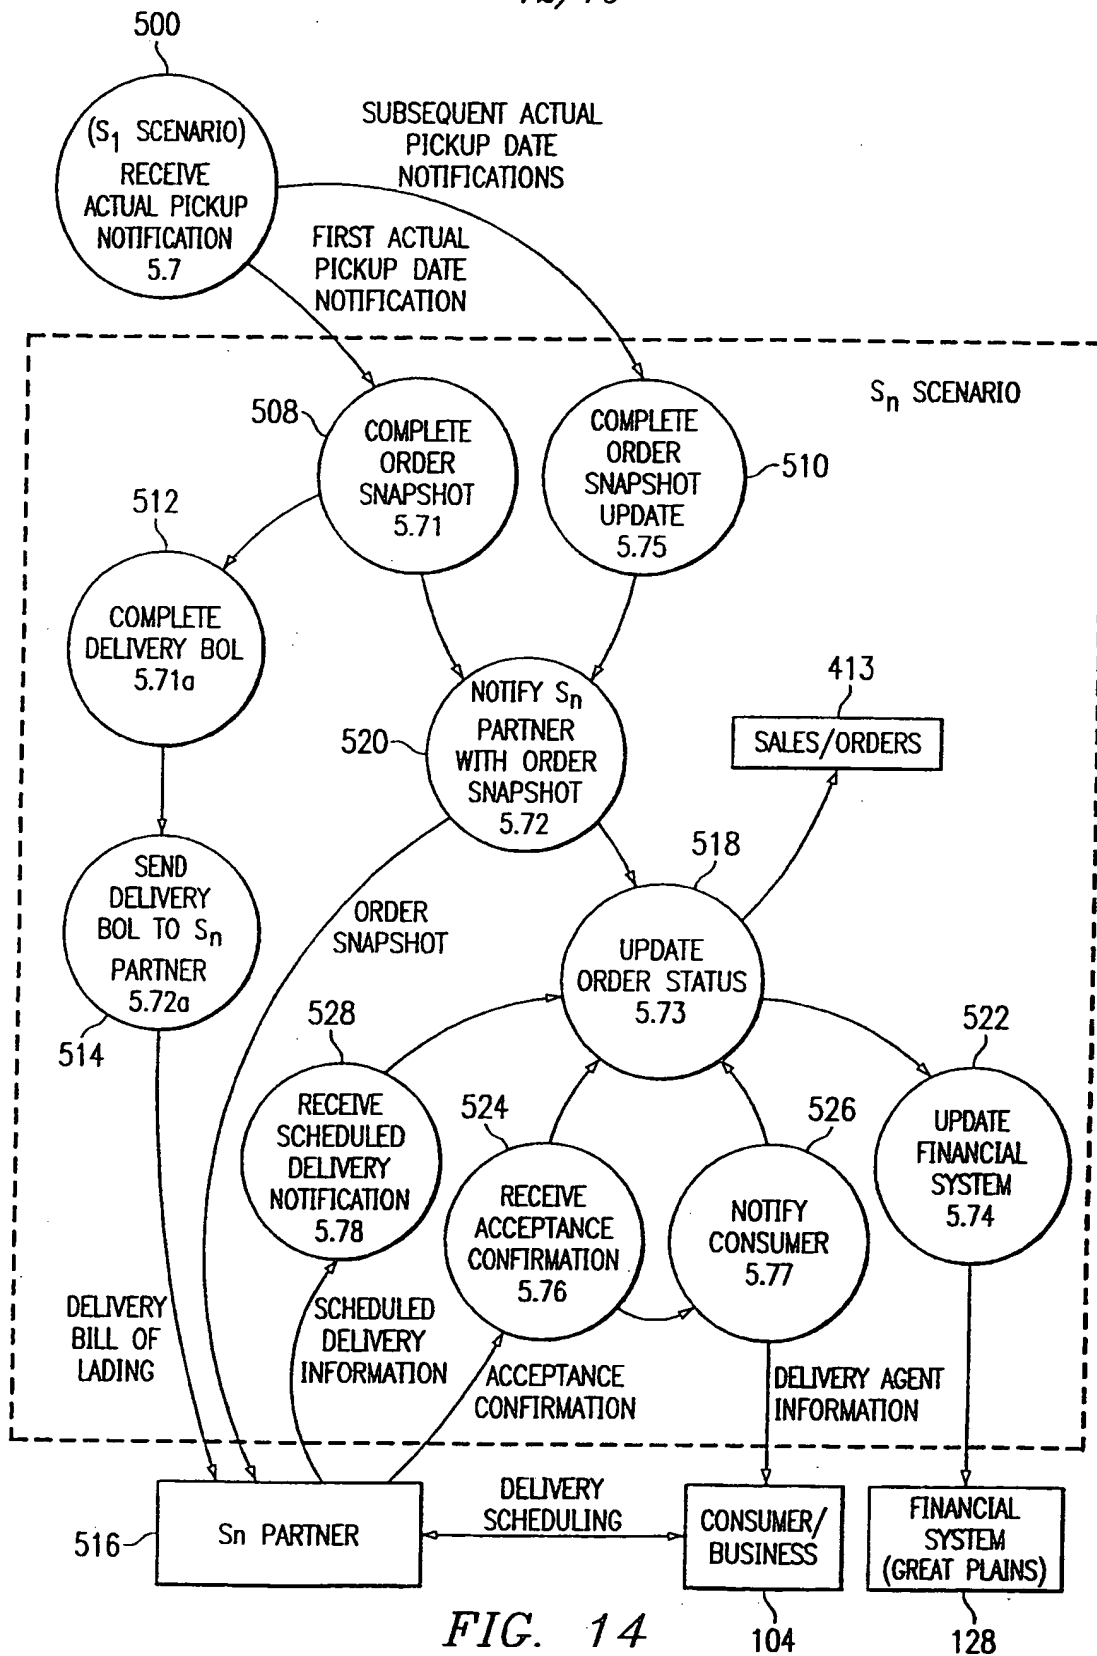 500
(S1 SCENARIO)
RECEIVE
ACTUAL PICKUP
NOTIFICATION
5.7
SUBSEQUENT ACTUAL
PICKUP DATE
NOTIFICATIONS
FIRST ACTUAL
PICKUP DATE
NOTIFICATION
Sn SCENARIO
508
COMPLETE
ORDER
SNAPSHOT
5.71
COMPLETE
ORDER
SNAPSHOT
UPDATE
5.75
510
512
COMPLETE
DELIVERY BOL
5.71a
520
NOTIFY Sn
PARTNER
WITH ORDER
SNAPSHOT
5.72
413
SALES/ORDERS
SEND
DELIVERY
BOL TO Sn
PARTNER
5.72a
514
ORDER
SNAPSHOT
518
UPDATE
ORDER STATUS
5.73
528
RECEIVE
SCHEDULED
DELIVERY
NOTIFICATION
5.78
524
RECEIVE
ACCEPTANCE
CONFIRMATION
5.76
526
NOTIFY
CONSUMER
5.77
522
UPDATE
FINANCIAL
SYSTEM
5.74
DELIVERY
BILL OF
LADING
SCHEDULED
DELIVERY
INFORMATION
ACCEPTANCE
CONFIRMATION
DELIVERY AGENT
INFORMATION
516
Sn PARTNER
DELIVERY
SCHEDULING
CONSUMER/
BUSINESS
104
FINANCIAL
SYSTEM
(GREAT PLAINS)
128
FIG. 14